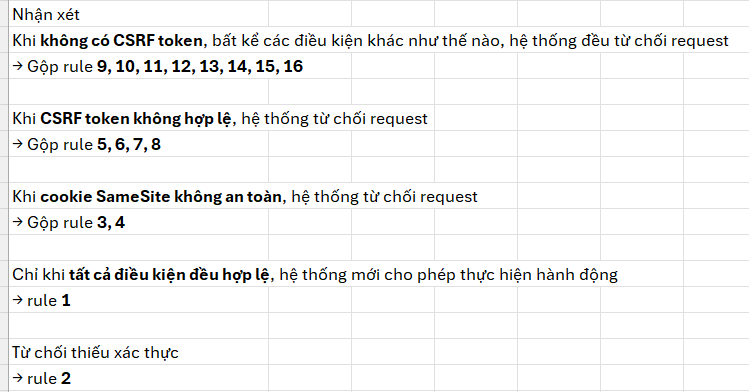 Nhận xét
Khi không có CSRF token, bất kể các điều kiện khác như thế nào, hệ thống đều từ chối request
→ Gộp rule 9, 10, 11, 12, 13, 14, 15, 16
Khi CSRF token không hợp lệ, hệ thống từ chối request
→ Gộp rule 5, 6, 7, 8
Khi cookie SameSite không an toàn, hệ thống từ chối request
→ Gộp rule 3, 4
Chỉ khi tất cả điều kiện đều hợp lệ, hệ thống mới cho phép thực hiện hành động
→ rule 1
Từ chối thiếu xác thực
→ rule 2